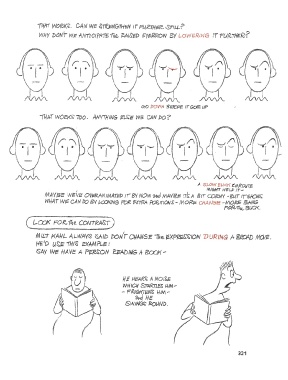 THAT WORKS. CAN WE STRENGTHEN IT FURTHER STILL?
WHY DON'T WE ANTICIPATE THE RAISED EYEBROW BY LOWERING IT FURTHER?
GO DOWN BEFORE IT GOES UP
THAT WORKS TOO. ANYTHING ELSE WE CAN DO?
A SLOW BLINK ENROUTE
MIGHT HELP IT -
MAYBE WE'VE OVERANIMATED IT BY NOW AND MAYBE IT'S A BIT CORNY - BUT IT SHOWS
WHAT WE CAN DO BY LOOKING FOR EXTRA POSITIONS - MORE CHANGE - MORE BANG
FOR THE BUCK.
LOOK FOR THE CONTRAST
MILT KAHL ALWAYS SAID DON'T CHANGE THE EXPRESSION DURING A BROAD MOVE.
HE'D USE THIS EXAMPLE:
SAY WE HAVE A PERSON READING A BOOK -
HE HEARS A NOISE
WHICH STARTLES HIM -
- FRIGHTENS HIM -
- AND HE
SWINGS ROUND.
321